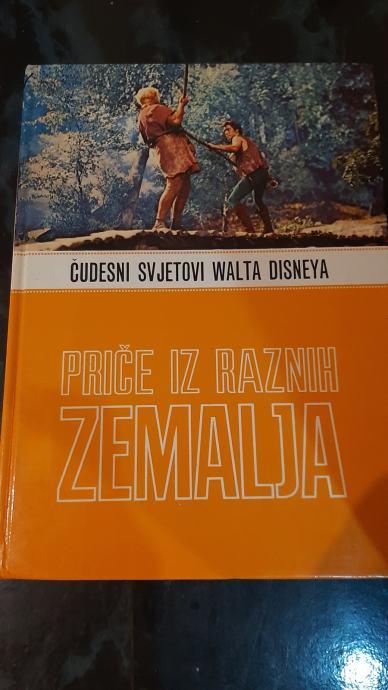 ČUDESNI SVJETOVI WALTA DISNEYA
PRIČE IZ RAZNIH
ZEMALJA